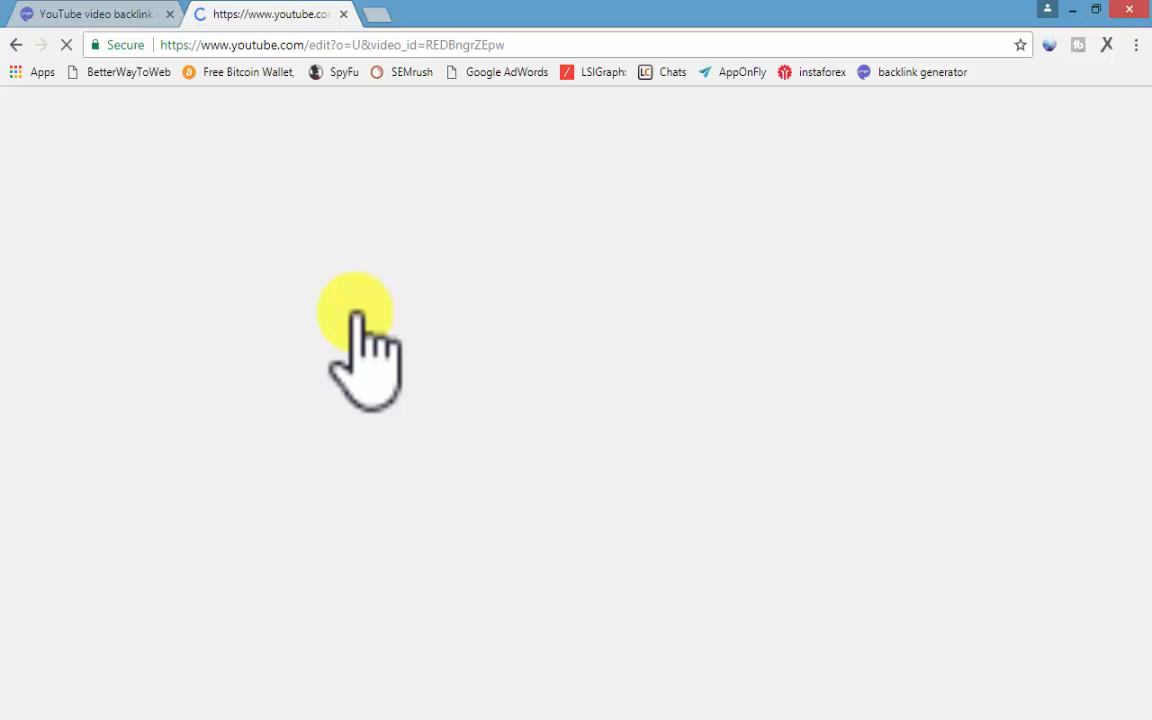 YouTube video backlink
https://www.youtube.co
Secure https://www.youtube.com/edit?o=U&video_id=REDBngrZEpw
Apps BetterWayToWeb Free Bitcoin Wallet, SpyFu SEMrush Google AdWords LSIGraph: LC Chats AppOnFly instaforex backlink generator